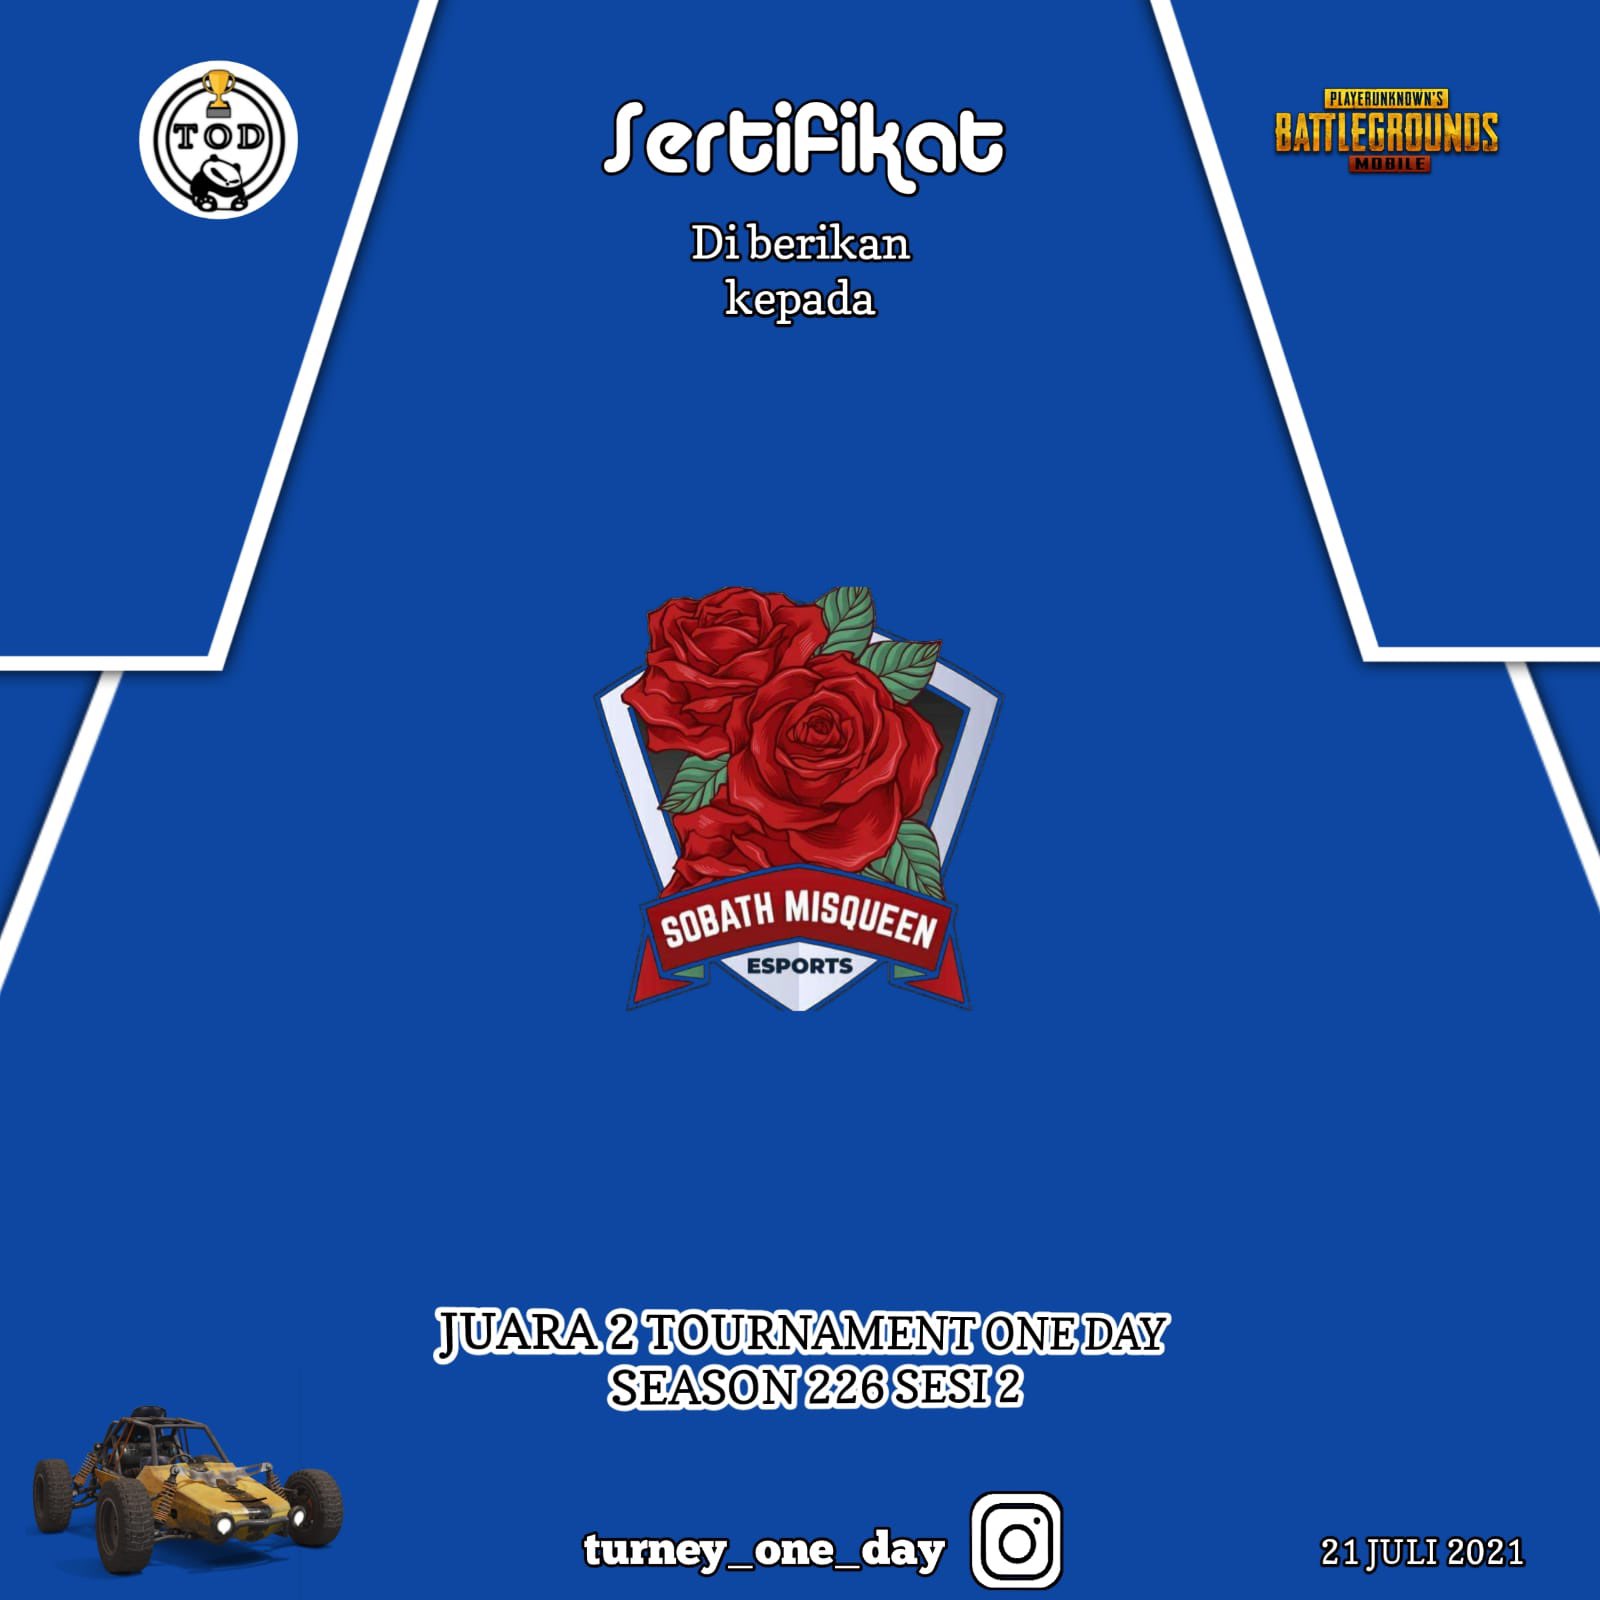 TOD
Sertifikat
PLAYERUNKNOWN'S
BATTLEGROUNDS
MOBILE
Di berikan
kepada
SOBATH MISQUEEN
ESPORTS
JUARA 2 TOURNAMENT ONE DAY
SEASON 226 SESI 2
turney_one_day
21 JULI 2021